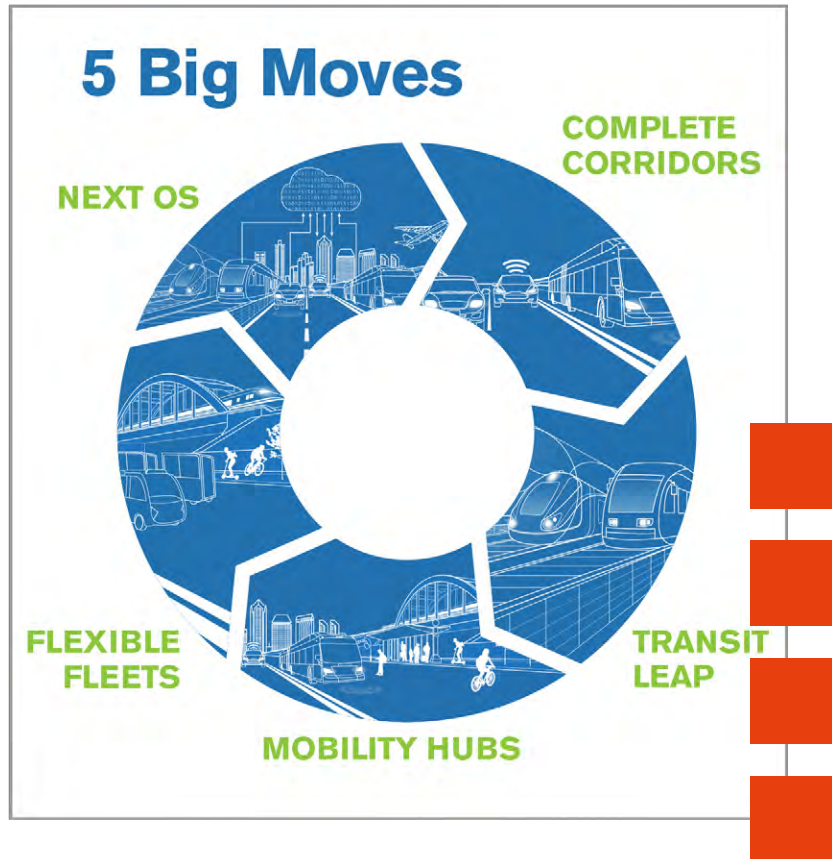 5 Big Moves
COMPLETE
CORRIDORS
NEXT OS
FLEXIBLE
FLEETS
TRANSIT
LEAP
MOBILITY HUBS